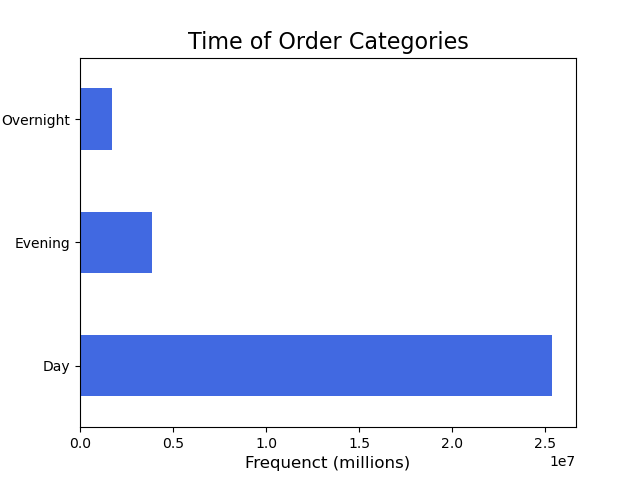 Time of Order Categories
Overnight
Evening
Day
0.0 0.5 1.0 1.5 2.0 2.5
1e7
Frequenct (millions)